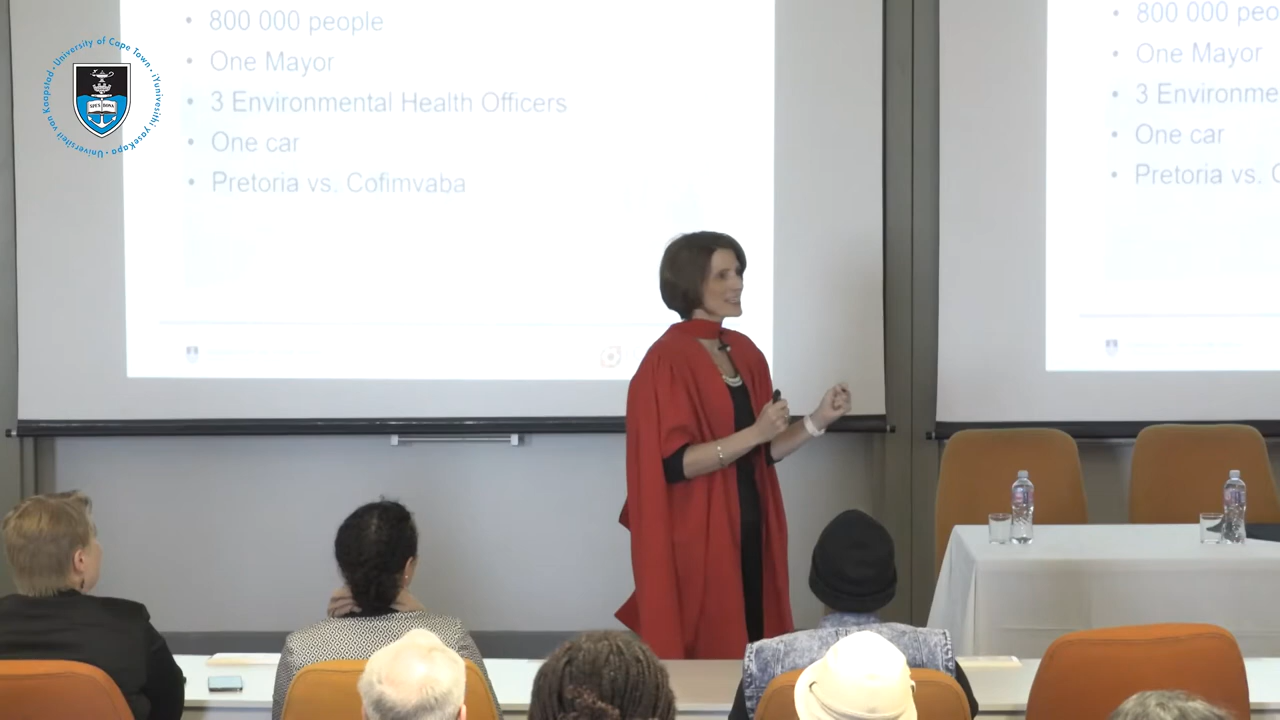 • 800 000 people
• One Mayor
• 3 Environmental Health Officers
• One car
• Pretoria vs. Cofimvaba
• 800 000 peo
• One Mayor
• 3 Environme
• One car
• Pretoria vs. C
University of Cape Town · iYunivesithi yaseKapa · Universiteit van Kaapstad ·
SPES BONA